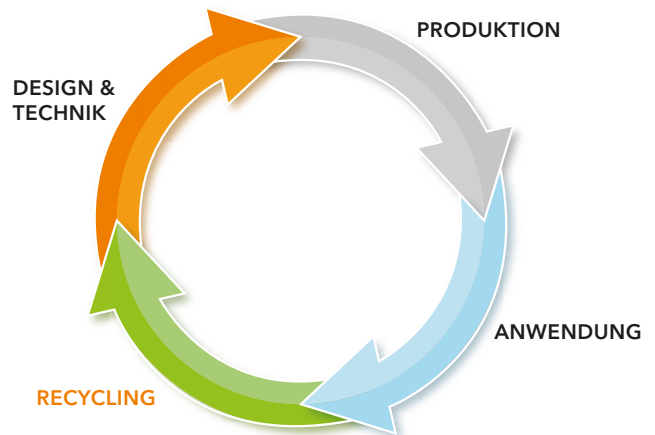 PRODUKTION
DESIGN &
TECHNIK
ANWENDUNG
RECYCLING